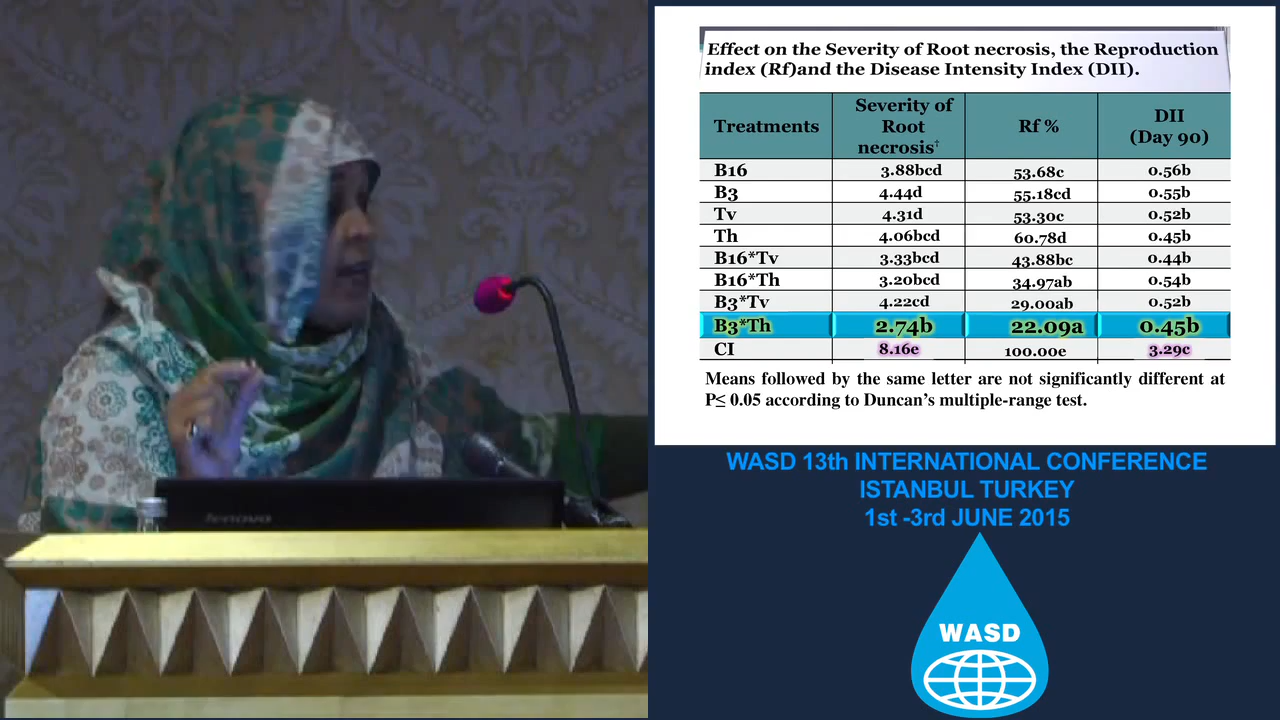 Effect on the Severity of Root necrosis, the Reproduction
index (Rf)and the Disease Intensity Index (DII).
Treatments Severity of Root necrosis† Rf % DII (Day 90)
B16 3.88bcd 53.68c 0.56b
B3 4.44d 55.18cd 0.55b
Tv 4.31d 53.30c 0.52b
Th 4.06bcd 60.78d 0.45b
B16*Tv 3.33bcd 43.88bc 0.44b
B16*Th 3.20bcd 34.97ab 0.54b
B3*Tv 4.22cd 29.00ab 0.52b
B3*Th 2.74b 22.09a 0.45b
CI 8.16e 100.00e 3.29c
Means followed by the same letter are not significantly different at
P≤ 0.05 according to Duncan's multiple-range test.
lenovo
WASD 13th INTERNATIONAL CONFERENCE
ISTANBUL TURKEY
1st -3rd JUNE 2015
WASD